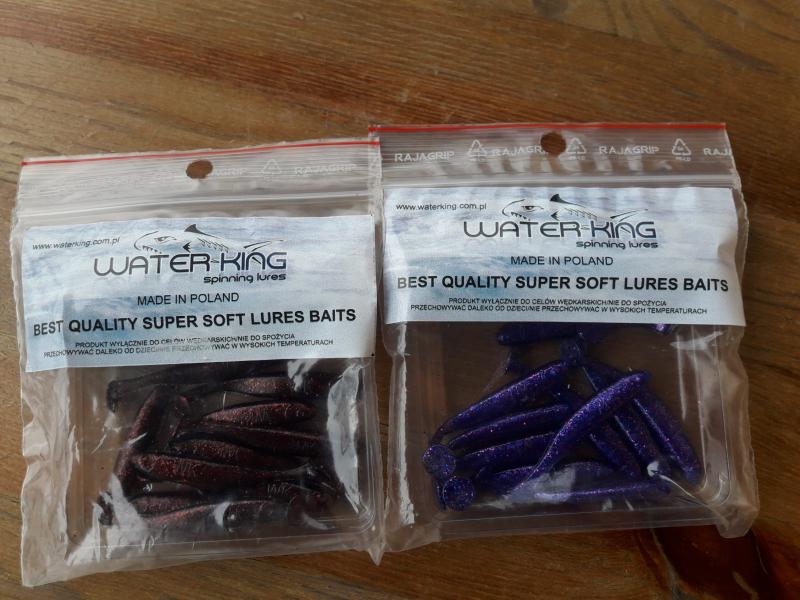 RAJAGRIP RAJAGRIP
www.waterking.com.pl
WATER-KING
spinning lures
MADE IN POLAND
BEST QUALITY SUPER SOFT LURES BAITS
PRODUKT WYŁĄCZNIE DO CELÓW WĘDKARSKICH/NIE DO SPOŻYCIA
PRZECHOWYWAĆ DALEKO OD DZIECI/NIE PRZECHOWYWAĆ W WYSOKICH TEMPERATURACH
RAJAGRIP RAJAGRIP RAJAGRIP RAJ
www.waterking.com.pl
WATER-KING
spinning lures
MADE IN POLAND
BEST QUALITY SUPER SOFT LURES BAITS
PRODUKT WYŁĄCZNIE DO CELÓW WĘDKARSKICH/NIE DO SPOŻYCIA
PRZECHOWYWAĆ DALEKO OD DZIECI/NIE PRZECHOWYWAĆ W WYSOKICH TEMPERATURACH